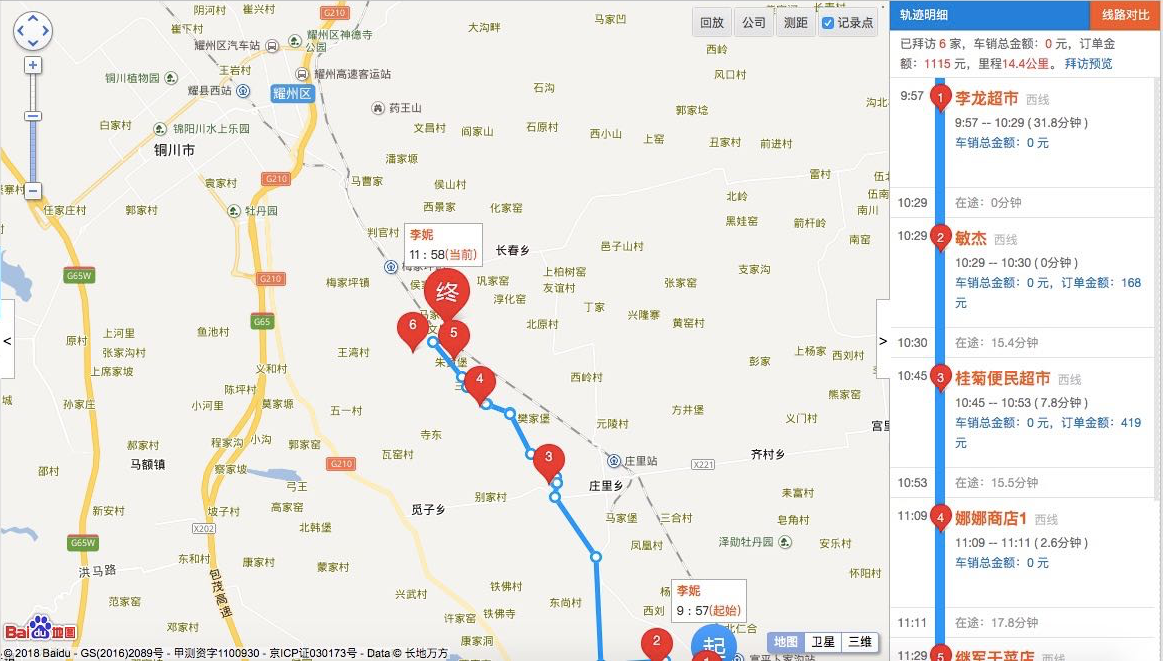 阴河村
崔兴村
G210
大沟畔
马家凹
崔下村
耀州区汽车站
耀州区神德寺
公园
回放
公司
测距
记录点
王岩村
西岭
铜川植物园
耀州高速客运站
风口村
耀县西站
耀州区
石沟
药王山
郭家埝
沟北
白家村
锦阳川水上乐园
文昌村
阎家山
石原村
西小山
上窑
丑家村
前进村
铜川市
潘家塬
雷村
袁家村
G210
马曹家
侯山村
寨村
任家庄村
郭家村
牡丹园
西景家
化家窑
北岭
伍南
南川
判官村
李妮
11:58(当前)
长春乡
邑子山村
黑娃窑
箭杆岭
南窑
G65W
G210
梅家坪镇
巩家窑
上柏树窑
友谊村
张家窑
支家沟
终
淳化窑
丁家
G65
6
5
北原村
兴隆寨
黄窑村
上河里
鱼池村
原村
张家沟村
王湾村
上杨家
西刘村
彭家
上席家坡
义和村
4
西岭村
熊家窑
陈坪村
城
孙家庄
小河里
莫家塬
五一村
樊家堡
元陵村
方井堡
义门村
寺东
程家沟
小沟
郭家窑
郝家村
瓦窑村
3
庄里站
X221
齐村乡
G210
马额镇
蔡家坡
邵村
弓王
别家村
庄里乡
耒富村
新安村
坡子村
高家窑
觅子乡
马家堡
三合村
皂角村
X202
北韩堡
G65W
凤凰村
泽勋牡丹园
安乐村
东和村
康家村
蒙家村
怀阳村
洪马路
包茂高速
铁佛村
李妮
9:57(起始)
兴武村
东尚村
西刘
范家窑
许家窑
铁佛寺
北仁合
邓家村
康家洞
2
起
地图
卫星
三维
Bai du 地图
© 2018 Baidu - GS(2016)2089号 - 甲测资字1100930 - 京ICP证030173号 - Data © 长地万方
轨迹明细
线路对比
已拜访 6 家，车销总金额：0 元，订单金
额：1115 元，里程14.4公里。 拜访预览
9:57
1
李龙超市 西线
9:57 -- 10:29 ( 31.8分钟 )
车销总金额：0 元
10:29
在途：0分钟
10:29
2
敏杰 西线
10:29 -- 10:30 ( 0分钟 )
车销总金额：0 元，订单金额：168
元
10:30
在途：15.4分钟
10:45
3
桂菊便民超市 西线
10:45 -- 10:53 ( 7.8分钟 )
车销总金额：0 元，订单金额：419
元
10:53
在途：15.5分钟
11:09
4
娜娜商店1 西线
11:09 -- 11:11 ( 2.6分钟 )
车销总金额：0 元
11:11
在途：17.8分钟
11:29
5
继军干菜店 西线